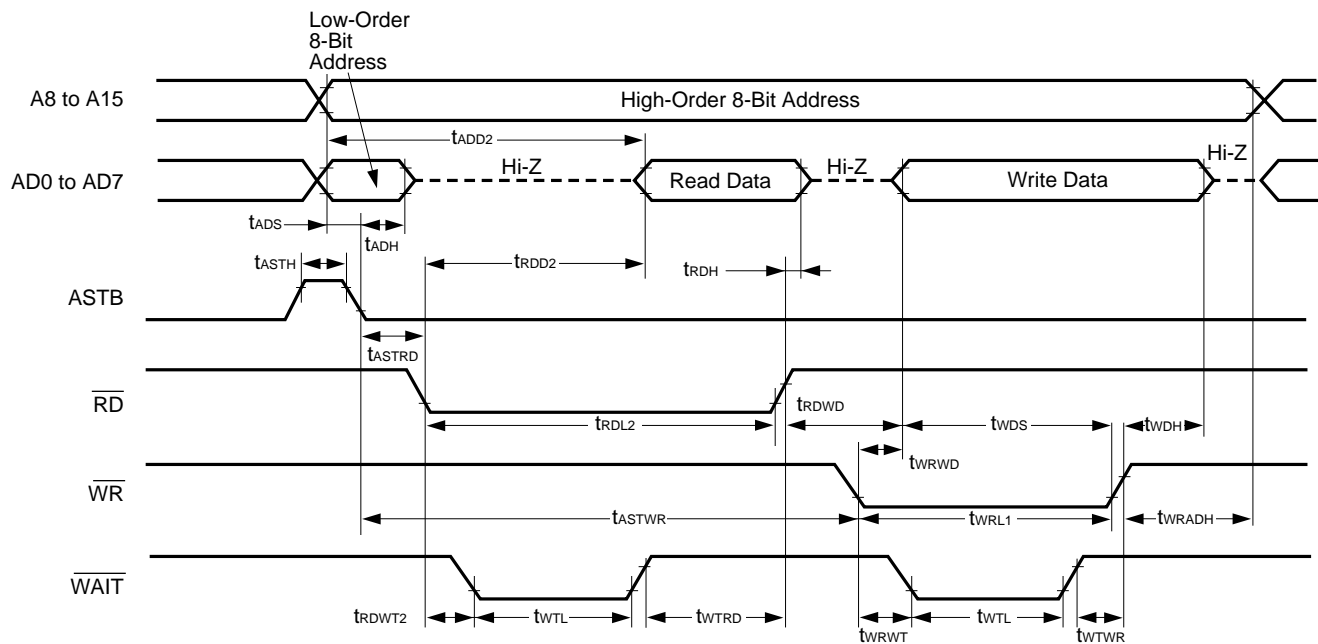 Low-Order
8-Bit
Address
A8 to A15
High-Order 8-Bit Address
tADD2
AD0 to AD7
Hi-Z
Read Data
Hi-Z
Write Data
Hi-Z
tADS
tADH
tASTH
tRDD2
tRDH
ASTB
tASTRD
RD
tRDL2
tRDWD
tWDS
tWDH
tWRWD
WR
tASTWR
tWRL1
tWRADH
WAIT
tRDWT2
tWTL
tWTRD
tWRWT
tWTL
tWTWR